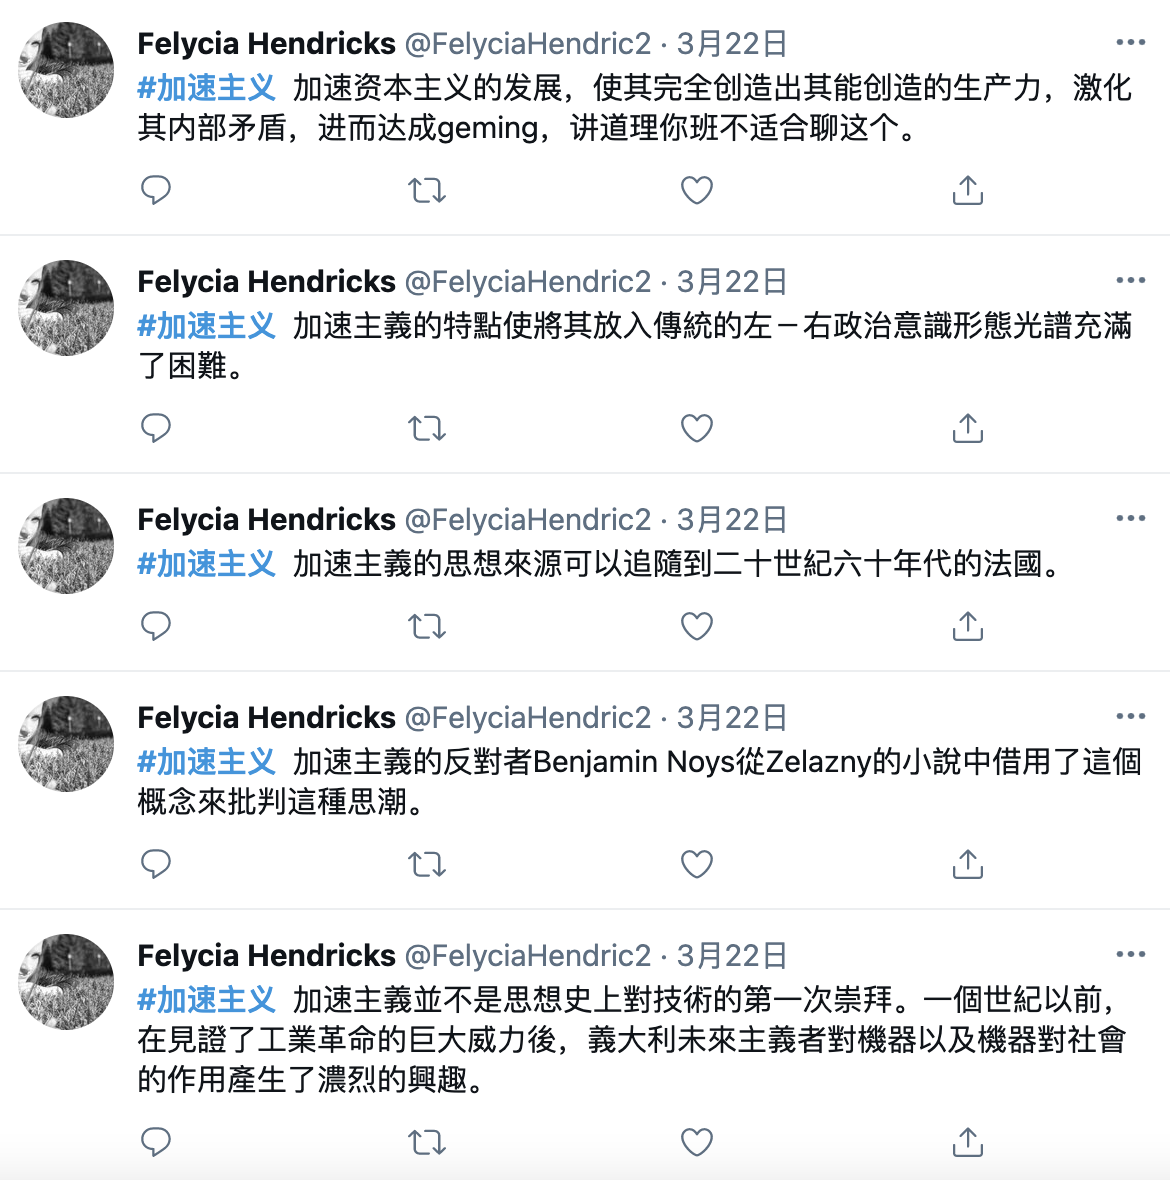 Felycia Hendricks @FelyciaHendric2 · 3月22日
#加速主义 加速资本主义的发展，使其完全创造出其能创造的生产力，激化
其内部矛盾，进而达成geming，讲道理你班不适合聊这个。
Felycia Hendricks @FelyciaHendric2 · 3月22日
#加速主义 加速主義的特點使將其放入傳統的左－右政治意識形態光譜充滿
了困難。
Felycia Hendricks @FelyciaHendric2 · 3月22日
#加速主义 加速主義的思想來源可以追隨到二十世紀六十年代的法國。
Felycia Hendricks @FelyciaHendric2 · 3月22日
#加速主义 加速主義的反對者Benjamin Noys從Zelazny的小說中借用了這個
概念來批判這種思潮。
Felycia Hendricks @FelyciaHendric2 · 3月22日
#加速主义 加速主義並不是思想史上對技術的第一次崇拜。一個世紀以前，
在見證了工業革命的巨大威力後，義大利未來主義者對機器以及機器對社會
的作用產生了濃烈的興趣。